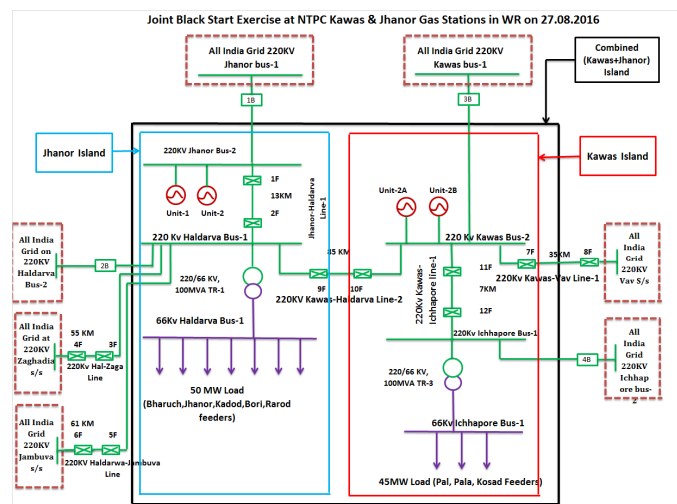 Joint Black Start Exercise at NTPC Kawas & Jhanor Gas Stations in WR on 27.08.2016
All India Grid 220KV
Jhanor bus-1
All India Grid 220KV
Kawas bus-1
Combined
(Kawas+Jhanor)
Island
1B
3B
Jhanor Island
Kawas Island
220KV Jhanor Bus-2
1F
13KM
2F
Unit-1
Unit-2
Jhanor-Haldarva
Line-1
Unit-2A
Unit-2B
All India
Grid on
220KV
Haldarva
Bus-2
2B
220 Kv Haldarva Bus-1
220 Kv Kawas Bus-2
85 KM
9F
10F
220KV Kawas-Haldarva Line-2
7F
35KM
8F
220Kv Kawas-Vav Line-1
All
India
Grid
220KV
Vav S/s
220/66 KV,
100MVA TR-1
220Kv Kawas-
Ichhapore line-1
11F
7KM
12F
All India
Grid at
220KV
Zaghadia
s/s
55 KM
4F
3F
220Kv Hal-Zaga
Line
66Kv Haldarva Bus-1
220Kv Ichhapore Bus-1
4B
All
India
Grid
220KV
Ichhap
ore bus-
2
220/66 KV,
100MVA TR-3
50 MW Load
(Bharuch,Jhanor,Kadod,Bori,Rarod
feeders)
All India
Grid
220KV
Jambuva
s/s
61 KM
6F
5F
220Kv Haldarwa-Jambuva
Line
66Kv Ichhapore Bus-1
45MW Load (Pal, Pala, Kosad Feeders)